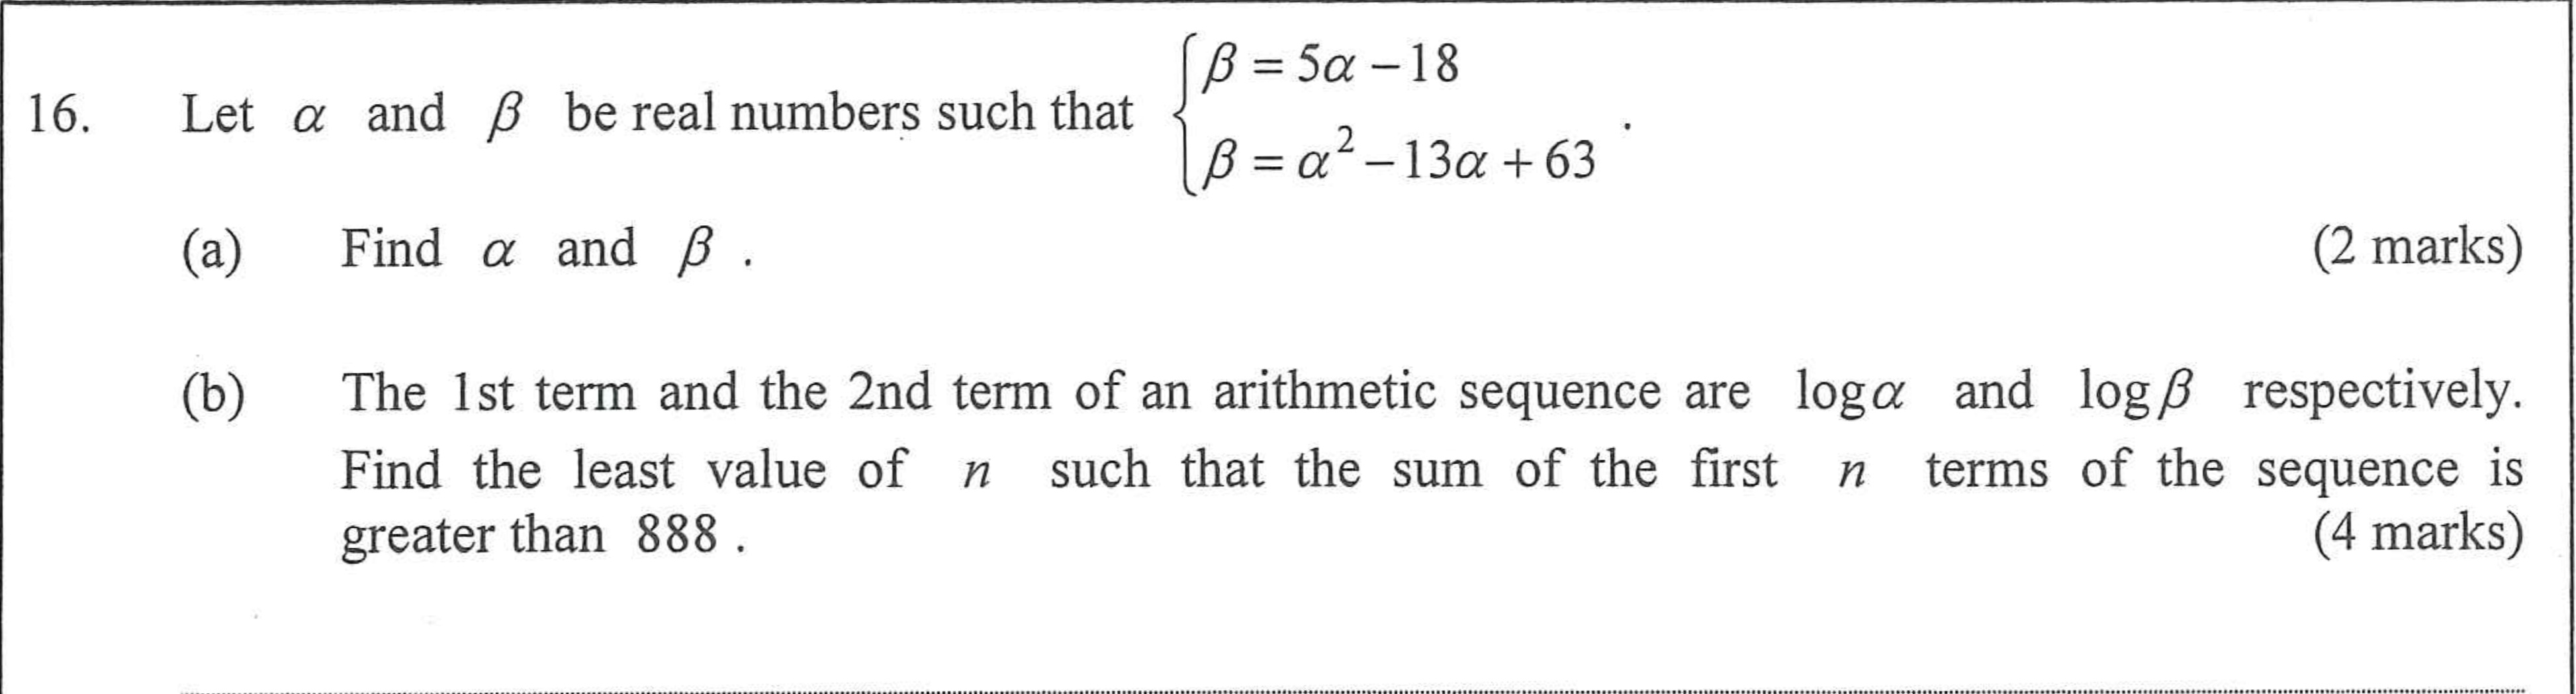 16. Let α and β be real numbers such that { β = 5α − 18
β = α² − 13α + 63 .
(a) Find α and β . (2 marks)
(b) The 1st term and the 2nd term of an arithmetic sequence are log α and log β respectively.
Find the least value of n such that the sum of the first n terms of the sequence is
greater than 888 . (4 marks)